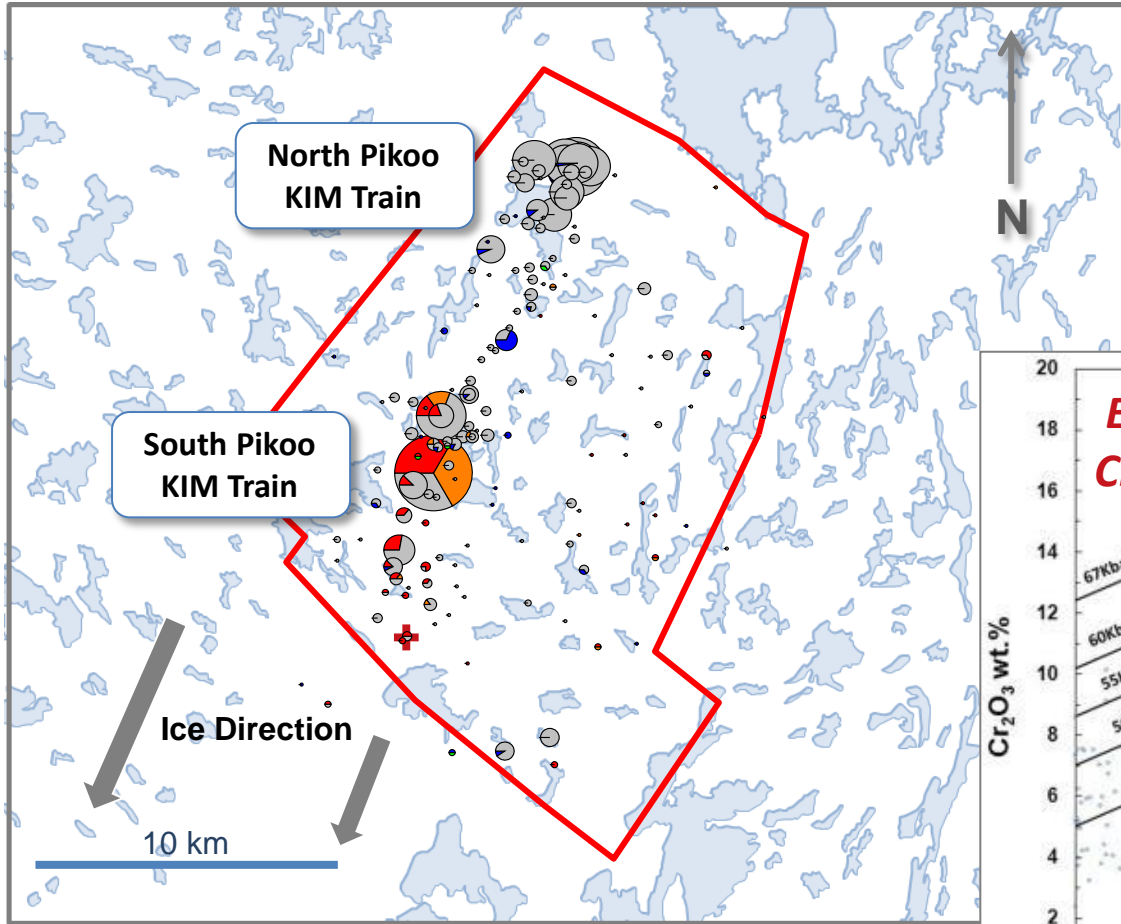 North Pikoo
KIM Train
N
South Pikoo
KIM Train
Ice Direction
10 km
20
18
16
14
12
10
8
6
4
2
Cr₂O₃ wt.%
60Kb